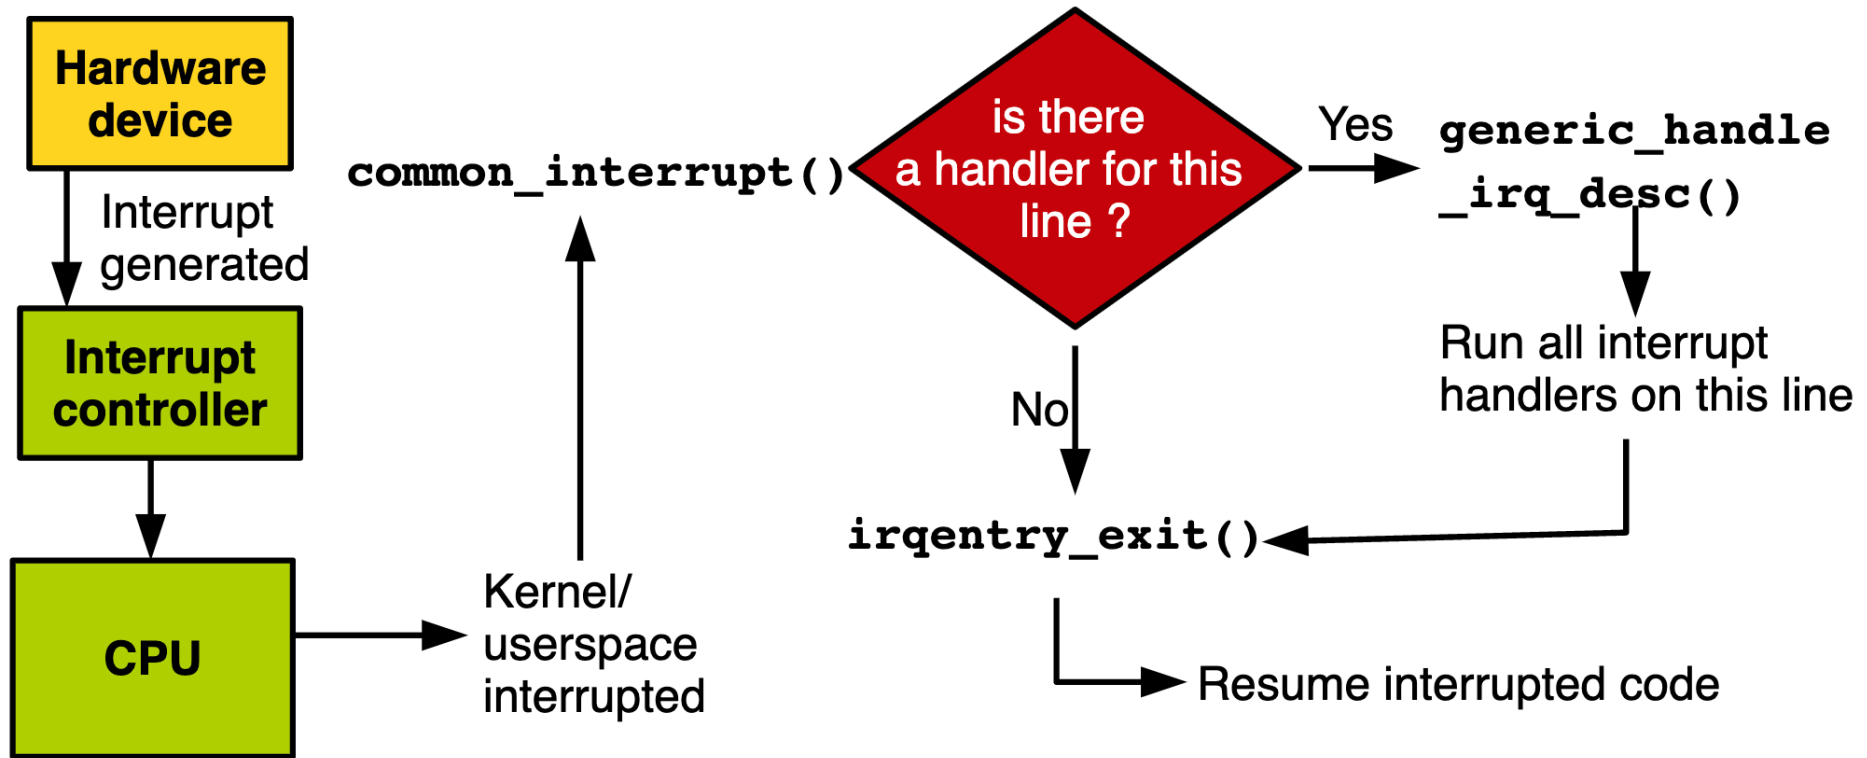 Hardware
device
Interrupt
generated
Interrupt
controller
CPU
Kernel/
userspace
interrupted
common_interrupt()
is there
a handler for this
line ?
Yes
generic_handle
_irq_desc()
Run all interrupt
handlers on this line
No
irqentry_exit()
Resume interrupted code